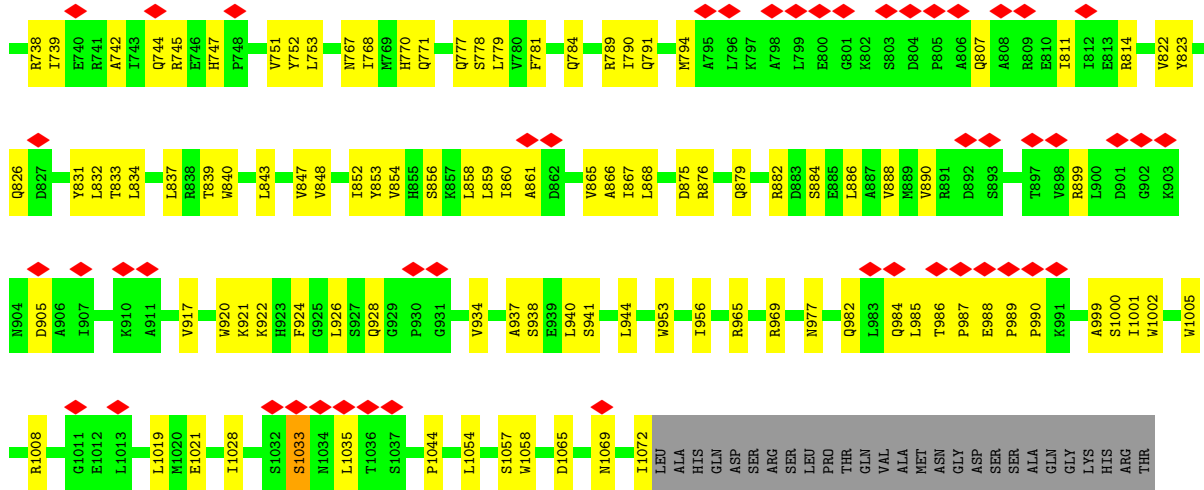 R738 I739 E740 R741 A742 I743 Q744 R745 E746 H747 P748 V751 Y752 L753 N767 I768 M769 H770 Q771 Q777 S778 L779 V780 F781 Q784 R789 I790 Q791 M794 A795 L796 K797 A798 L799 E800 G801 K802 S803 D804 P805 A806 Q807 A808 R809 E810 I811 I812 E813 R814 V822 Y823
Q826 D827 Y831 L832 T833 L834 L837 R838 T839 W840 L843 V847 V848 I852 Y853 V854 H855 S856 K857 L858 L859 I860 A861 D862 V865 A866 I867 L868 D875 R876 Q879 R882 D883 S884 E885 L886 A887 V888 M889 V890 R891 D892 S893 T897 V898 R899 L900 D901 G902 K903
N904 D905 A906 I907 K910 A911 V917 W920 K921 K922 H923 F924 G925 L926 S927 Q928 G929 P930 G931 V934 A937 S938 E939 L940 S941 L944 W953 I956 R965 R969 N977 Q982 L983 Q984 L985 T986 P987 E988 P989 P990 K991 A999 S1000 I1001 W1002 W1005
R1008 G1011 E1012 L1013 L1019 M1020 E1021 I1028 S1032 S1033 N1034 L1035 T1036 S1037 P1044 L1054 S1057 W1058 D1065 N1069 I1072 LEU ALA HIS GLN ASP SER ARG SER LEU PRO THR GLN VAL ALA MET ASN GLY ASP SER SER ALA GLN GLY LYS HIS ARG THR